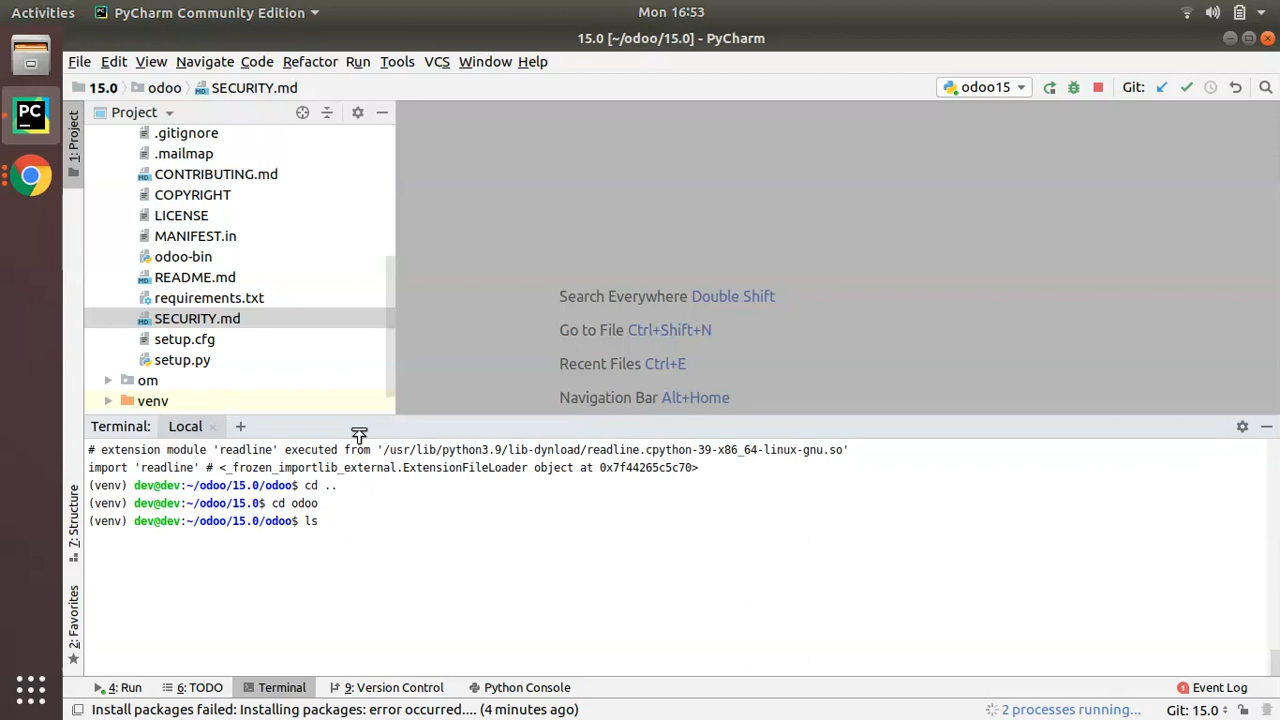 Activities PyCharm Community Edition Mon 16:53
15.0 [~/odoo/15.0] - PyCharm
File Edit View Navigate Code Refactor Run Tools VCS Window Help
15.0 odoo SECURITY.md odoo15 Git:
Project
1: Project
.gitignore
.mailmap
CONTRIBUTING.md
COPYRIGHT
LICENSE
MANIFEST.in
odoo-bin
README.md
requirements.txt
SECURITY.md
setup.cfg
setup.py
om
venv
Search Everywhere Double Shift
Go to File Ctrl+Shift+N
Recent Files Ctrl+E
Navigation Bar Alt+Home
Terminal: Local
# extension module 'readline' executed from '/usr/lib/python3.9/lib-dynload/readline.cpython-39-x86_64-linux-gnu.so'
import 'readline' # <_frozen_importlib_external.ExtensionFileLoader object at 0x7f44265c5c70>
(venv) dev@dev:~/odoo/15.0/odoo$ cd ..
(venv) dev@dev:~/odoo/15.0$ cd odoo
(venv) dev@dev:~/odoo/15.0/odoo$ ls
7: Structure
2: Favorites
4: Run 6: TODO Terminal 9: Version Control Python Console 1 Event Log
Install packages failed: Installing packages: error occurred.... (4 minutes ago) 2 processes running... Git: 15.0